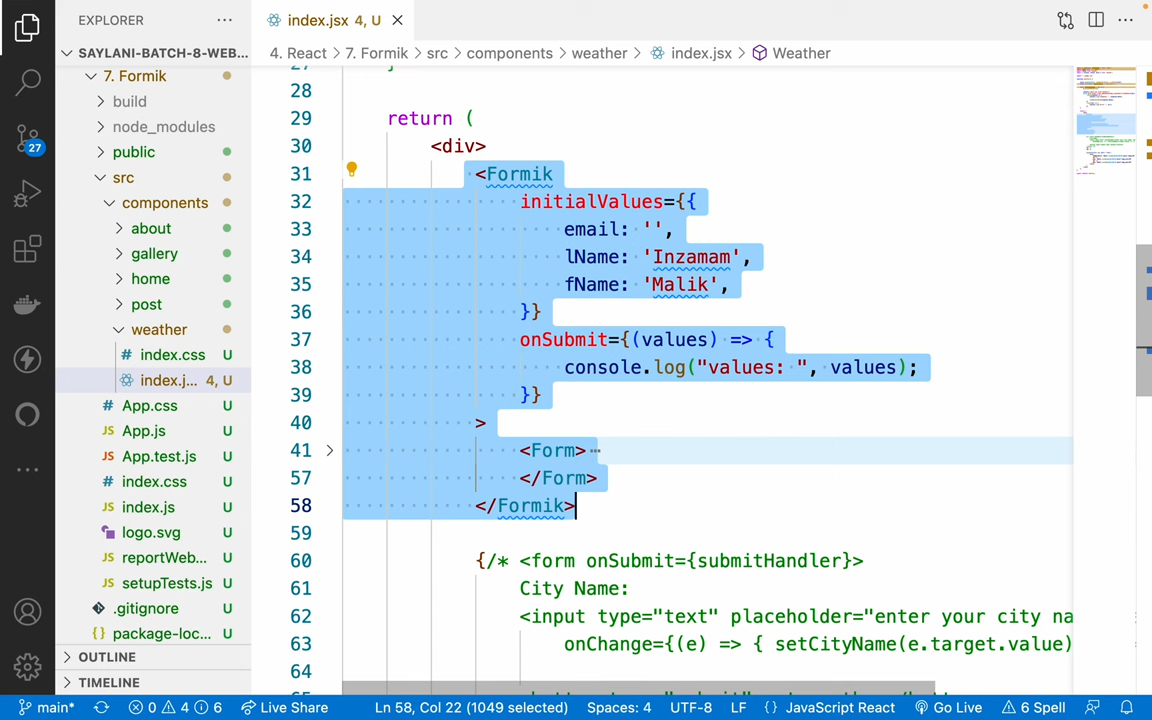 EXPLORER
SAYLANI-BATCH-8-WEB...
7. Formik
build
node_modules
public
src
components
about
gallery
home
post
weather
# index.css U
index.j... 4, U
# App.css U
JS App.js U
JS App.test.js U
# index.css U
JS index.js U
logo.svg U
JS reportWeb... U
JS setupTests.js U
.gitignore U
{} package-loc... U
OUTLINE
TIMELINE
27
index.jsx 4, U
4. React > 7. Formik > src > components > weather > index.jsx > Weather
28
29 return (
30 <div>
31 <Formik
32 initialValues={{
33 email: '',
34 lName: 'Inzamam',
35 fName: 'Malik',
36 }}
37 onSubmit={(values) => {
38 console.log("values: ", values);
39 }}
40 >
41 <Form>
57 </Form>
58 </Formik>
59
60 {/* <form onSubmit={submitHandler}>
61 City Name:
62 <input type="text" placeholder="enter your city na
63 onChange={(e) => { setCityName(e.target.value)
64
main* 0 4 6 Live Share Ln 58, Col 22 (1049 selected) Spaces: 4 UTF-8 LF {} JavaScript React Go Live 6 Spell